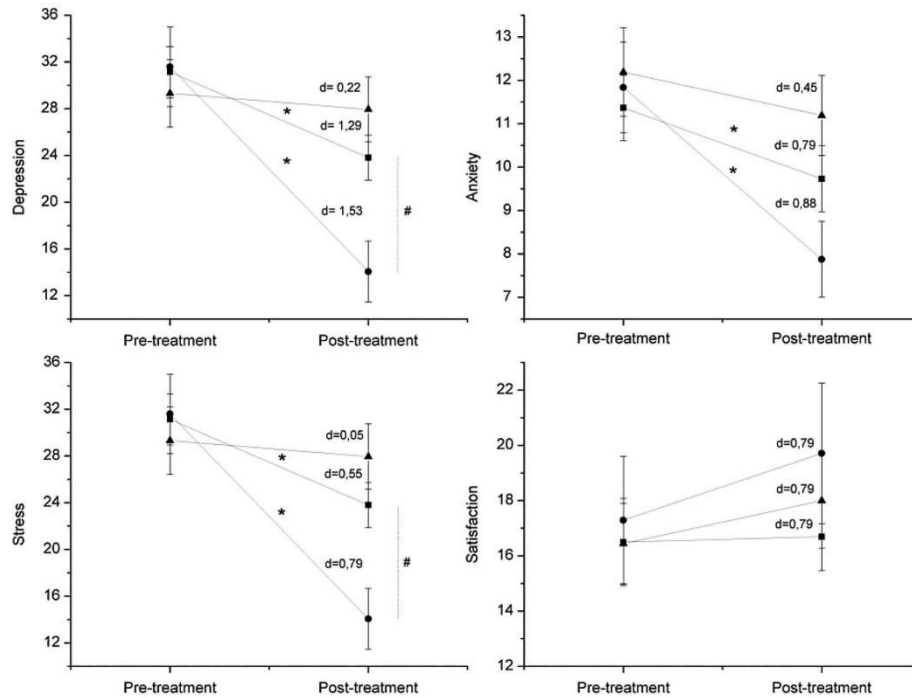 Depression
36
32
28
24
20
16
12
d= 0,22
*
d= 1,29
*
d= 1,53
#
Pre-treatment Post-treatment
Anxiety
13
12
11
10
9
8
7
d= 0,45
*
d= 0,79
*
d= 0,88
Pre-treatment Post-treatment
Stress
36
32
28
24
20
16
12
d=0,05
*
d=0,55
*
d=0,79
#
Pre-treatment Post-treatment
Satisfaction
22
20
18
16
14
12
d=0,79
d=0,79
d=0,79
Pre-treatment Post-treatment